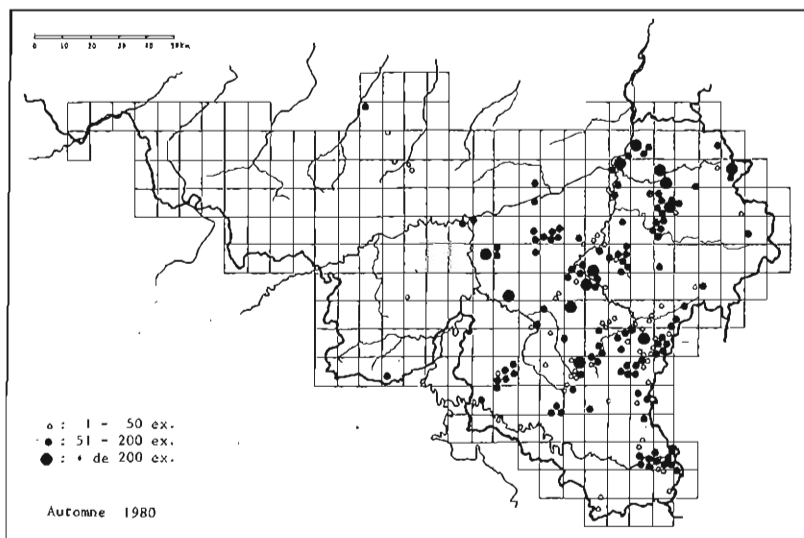 0 10 20 30 40 50km
o : 1 - 50 ex.
● : 51 - 200 ex.
● : + de 200 ex.
Automne 1980